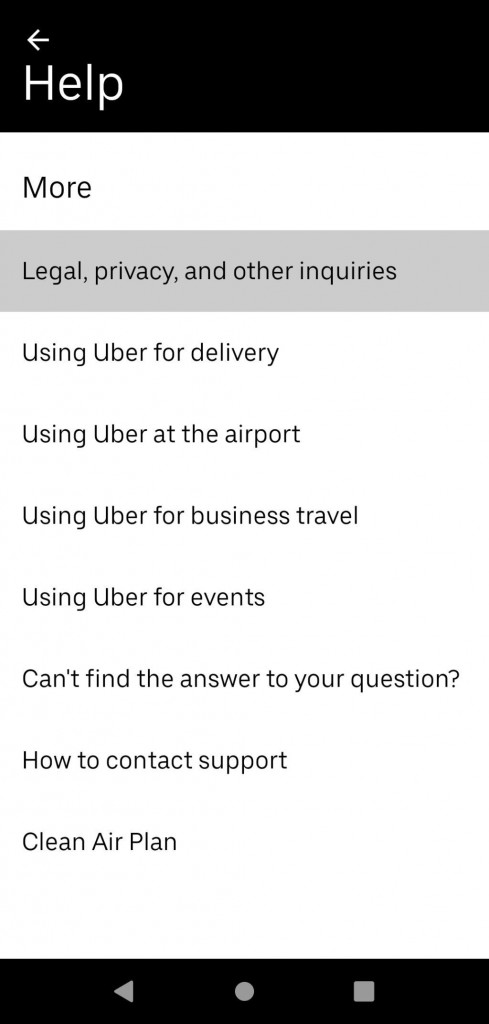 Help
More
Legal, privacy, and other inquiries
Using Uber for delivery
Using Uber at the airport
Using Uber for business travel
Using Uber for events
Can't find the answer to your question?
How to contact support
Clean Air Plan